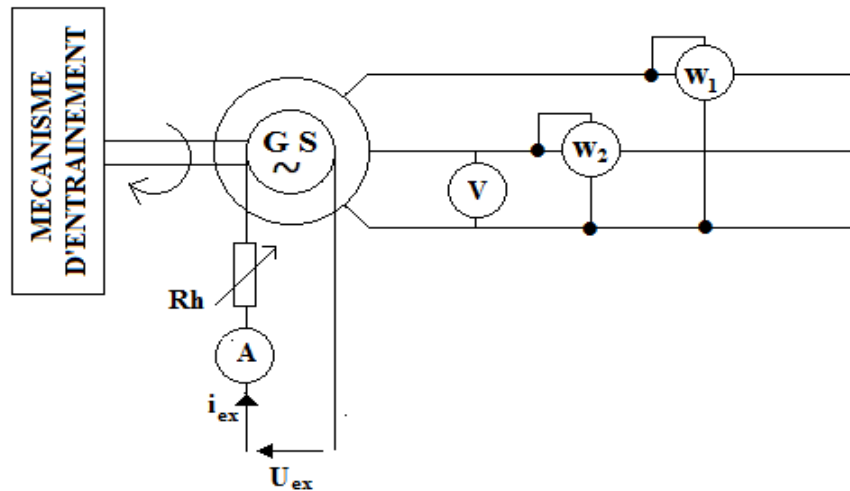 MECANISME
D'ENTRAINEMENT
G S
~
W1
W2
V
Rh
A
iex
Uex